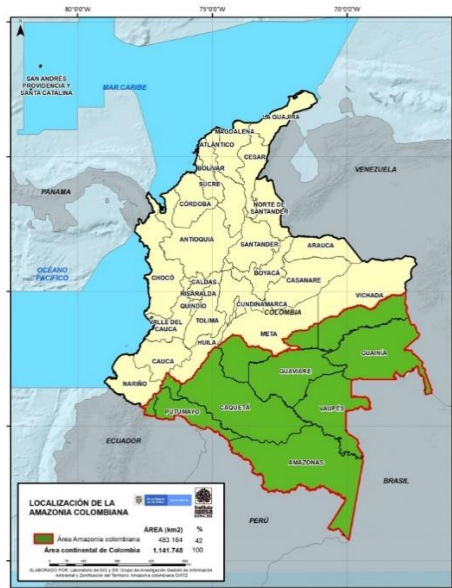 80°0'0"W 75°0'0"W 70°0'0"W
SAN ANDRÉS
PROVIDENCIA Y
SANTA CATALINA
MAR CARIBE
LA GUAJIRA
MAGDALENA
ATLÁNTICO
CESAR
BOLÍVAR
SUCRE
VENEZUELA
PANAMA
CÓRDOBA
NORTE DE
SANTANDER
ANTIOQUIA
SANTANDER
ARAUCA
OCÉANO
PACÍFICO
CHOCÓ
BOYACÁ
CASANARE
CALDAS
RISARALDA
QUINDIO
CUNDINAMARCA
VICHADA
COLOMBIA
VALLE DEL
CAUCA
TOLIMA
META
HUILA
CAUCA
GUAINÍA
NARIÑO
GUAVIARE
PUTUMAYO
CAQUETÁ
VAUPÉS
ECUADOR
AMAZONAS
BRASIL
PERÚ
LOCALIZACIÓN DE LA
AMAZONIA COLOMBIANA
ÁREA (km2) %
Área Amazonia colombiana 483.164 42
Área continental de Colombia 1.141.748 100